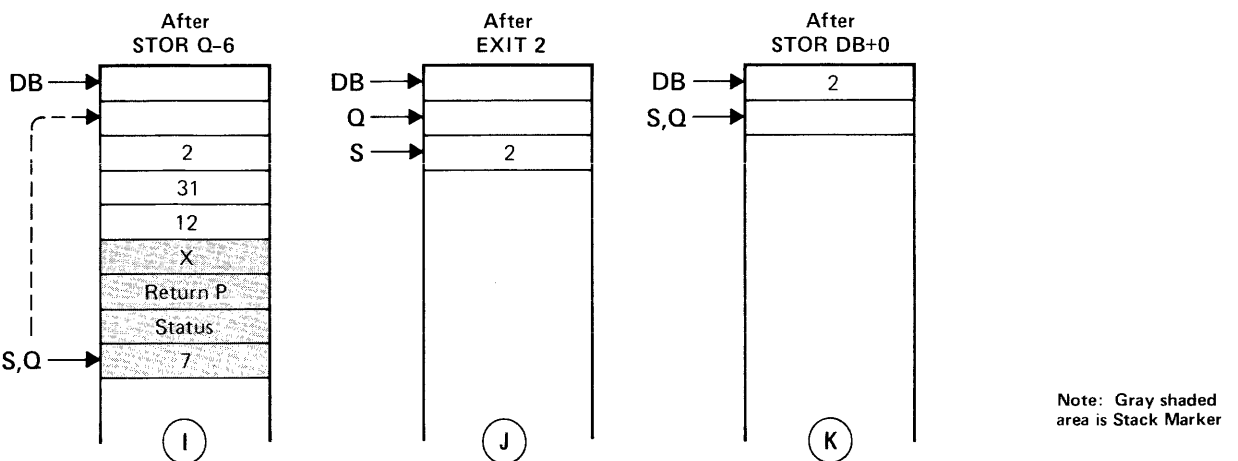 After
STOR Q–6
DB
2
31
12
X
Return P
Status
S,Q
7
I
After
EXIT 2
DB
Q
S
2
J
After
STOR DB+0
DB
2
S,Q
K
Note: Gray shaded
area is Stack Marker